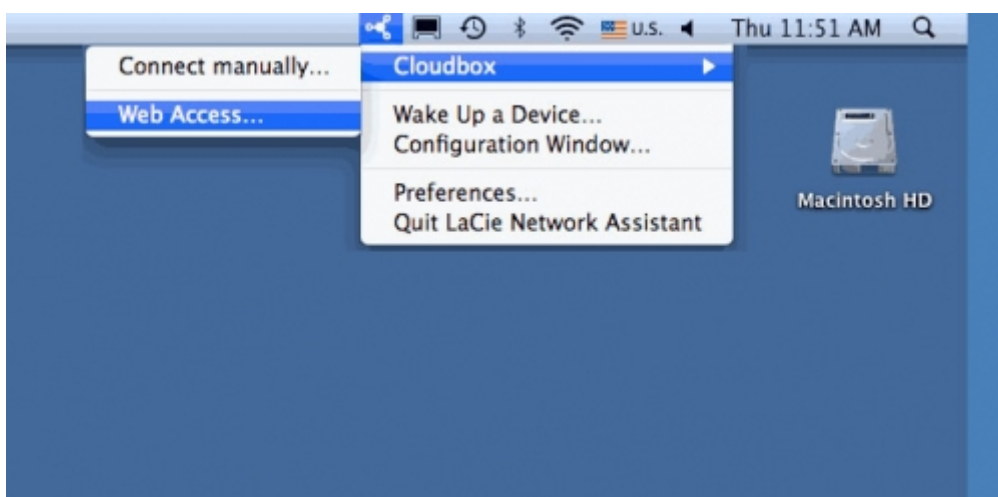 U.S.
Thu 11:51 AM
Connect manually...
Web Access...
Cloudbox
Wake Up a Device...
Configuration Window...
Preferences...
Quit LaCie Network Assistant
Macintosh HD